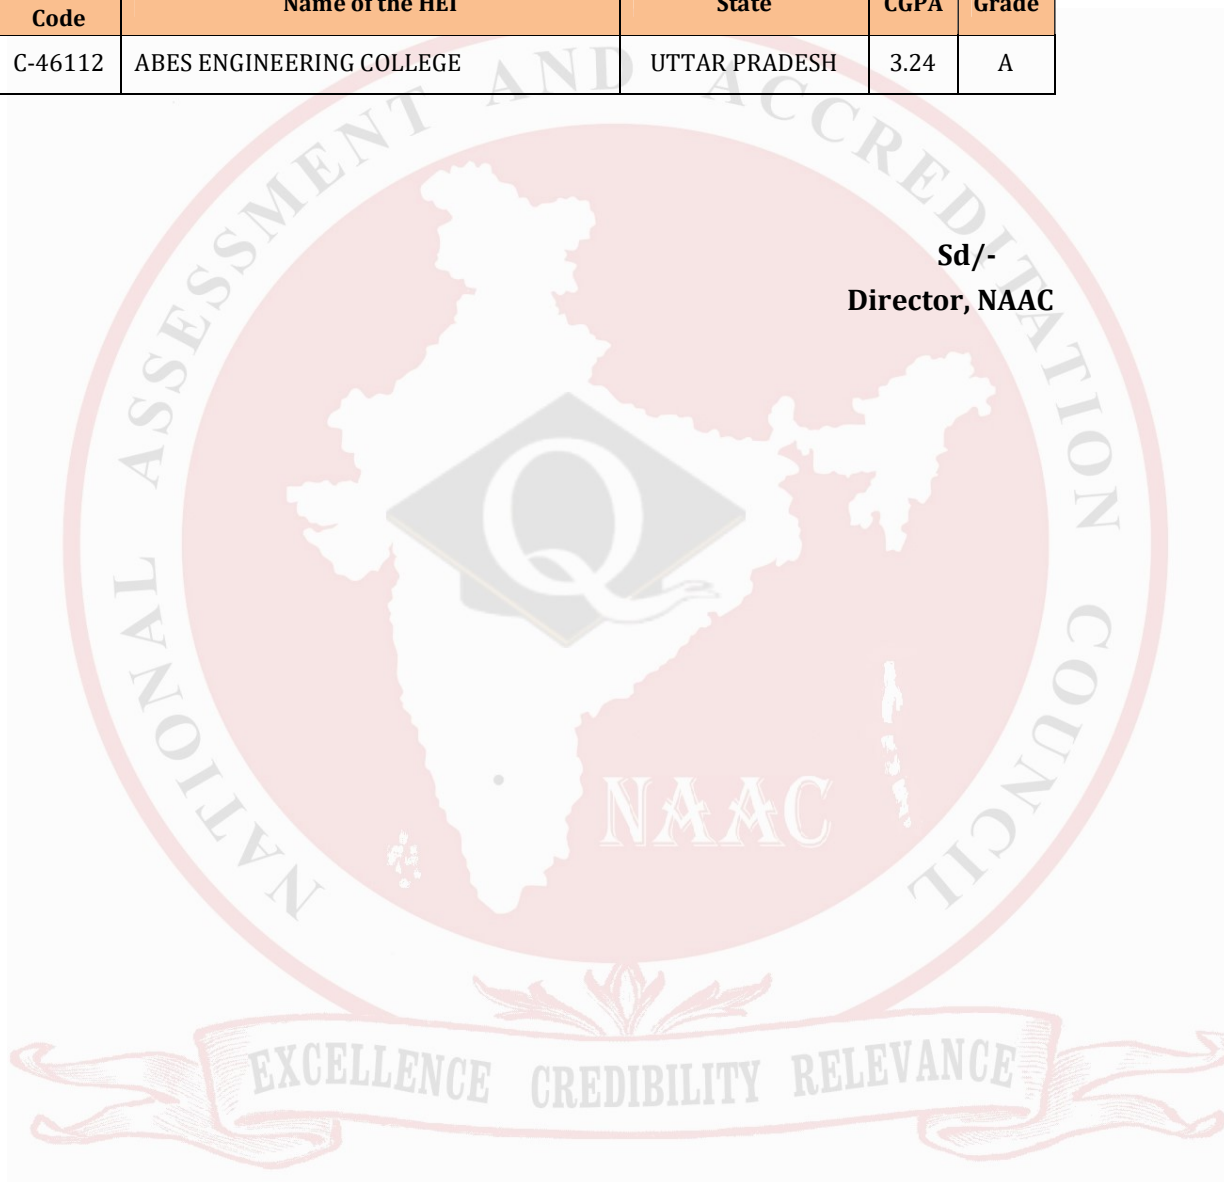 Name of the HEI State CGPA Grade
Code
C-46112 ABES ENGINEERING COLLEGE UTTAR PRADESH 3.24 A
Sd/-
Director, NAAC
NATIONAL ASSESSMENT AND ACCREDITATION COUNCIL
Q
NAAC
EXCELLENCE CREDIBILITY RELEVANCE